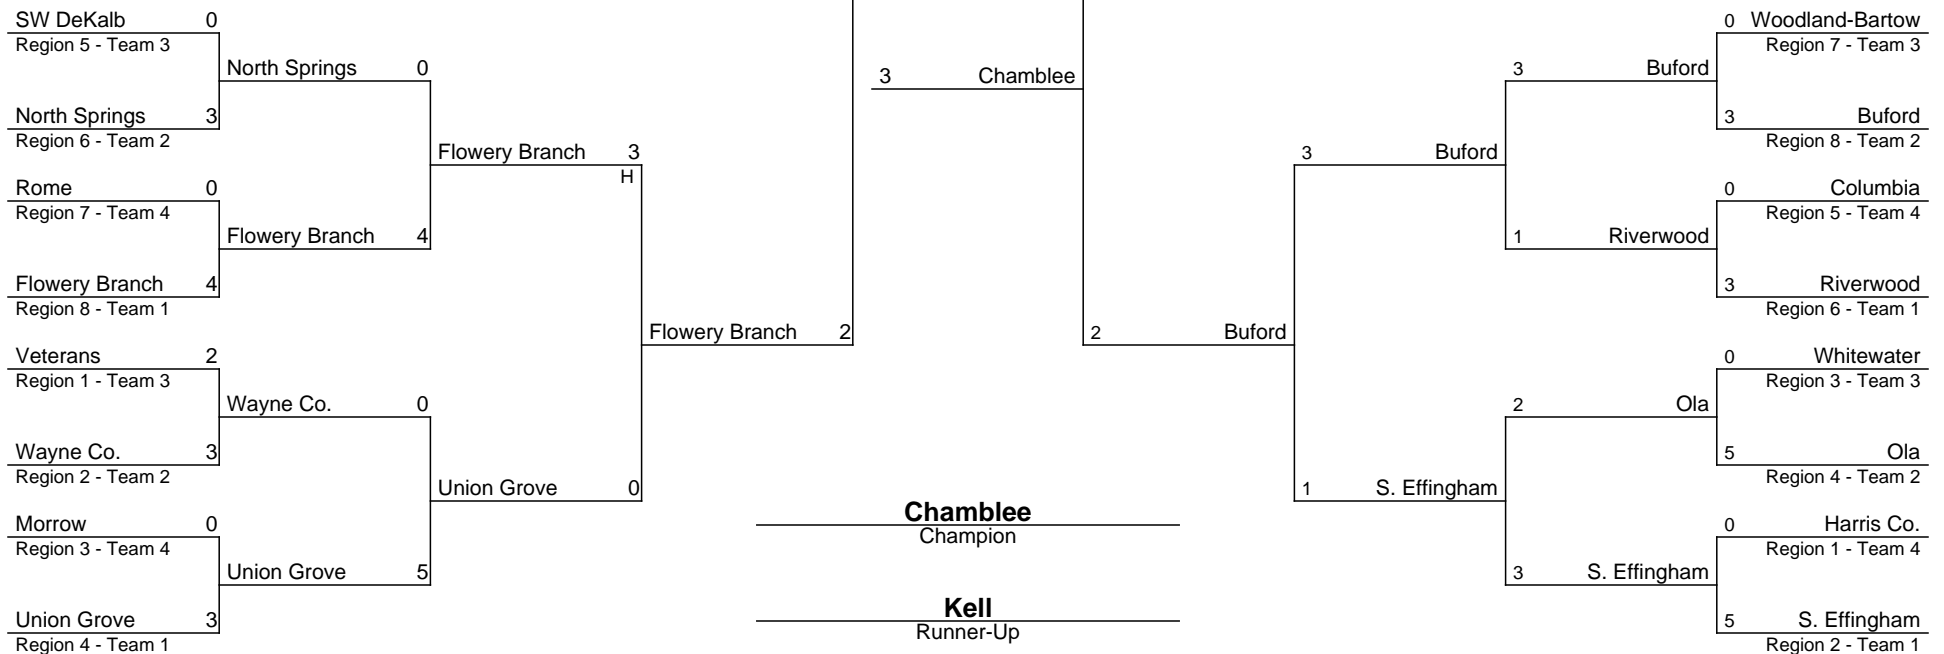 SW DeKalb 0
Region 5 - Team 3
North Springs 0
North Springs 3
Region 6 - Team 2
Flowery Branch 3
H
Rome 0
Region 7 - Team 4
Flowery Branch 4
Flowery Branch 4
Region 8 - Team 1
Flowery Branch 2
Veterans 2
Region 1 - Team 3
Wayne Co. 0
Wayne Co. 3
Region 2 - Team 2
Union Grove 0
Morrow 0
Region 3 - Team 4
Union Grove 5
Union Grove 3
Region 4 - Team 1
3 Chamblee
Chamblee
Champion
Kell
Runner-Up
0 Woodland-Bartow
Region 7 - Team 3
3 Buford
3 Buford
Region 8 - Team 2
3 Buford
0 Columbia
Region 5 - Team 4
1 Riverwood
3 Riverwood
Region 6 - Team 1
2 Buford
0 Whitewater
Region 3 - Team 3
2 Ola
5 Ola
Region 4 - Team 2
1 S. Effingham
0 Harris Co.
Region 1 - Team 4
3 S. Effingham
5 S. Effingham
Region 2 - Team 1